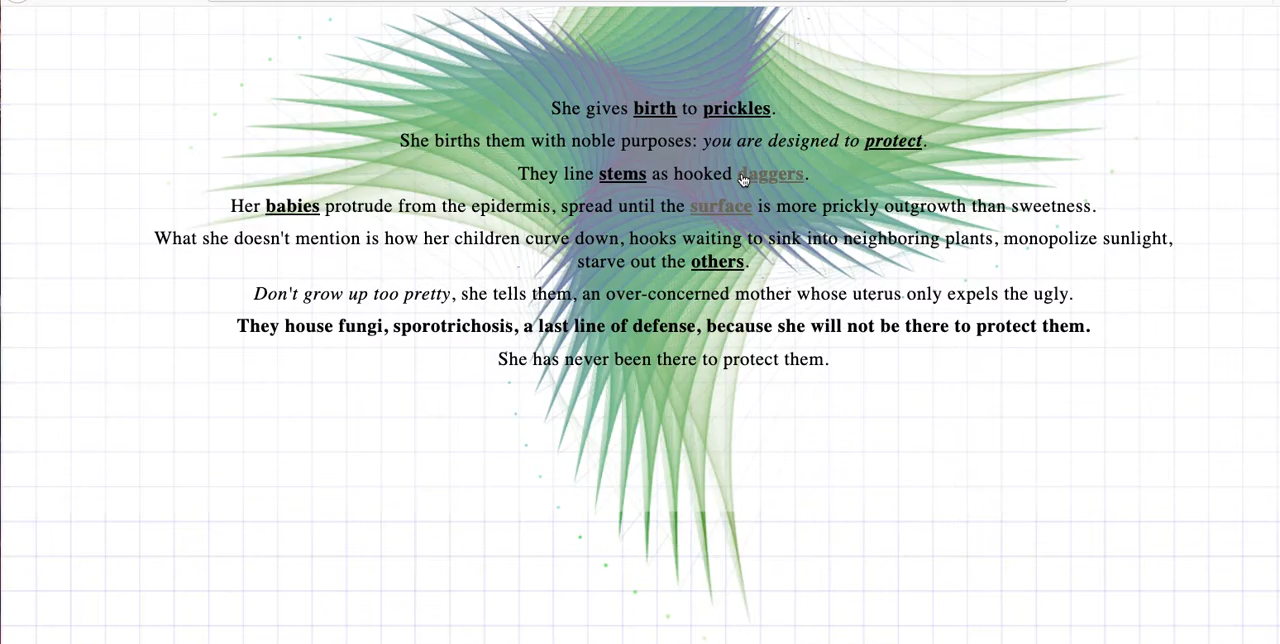 She gives birth to prickles.
She births them with noble purposes: you are designed to protect.
They line stems as hooked daggers.
Her babies protrude from the epidermis, spread until the surface is more prickly outgrowth than sweetness.
What she doesn't mention is how her children curve down, hooks waiting to sink into neighboring plants, monopolize sunlight,
starve out the others.
Don't grow up too pretty, she tells them, an over-concerned mother whose uterus only expels the ugly.
They house fungi, sporotrichosis, a last line of defense, because she will not be there to protect them.
She has never been there to protect them.